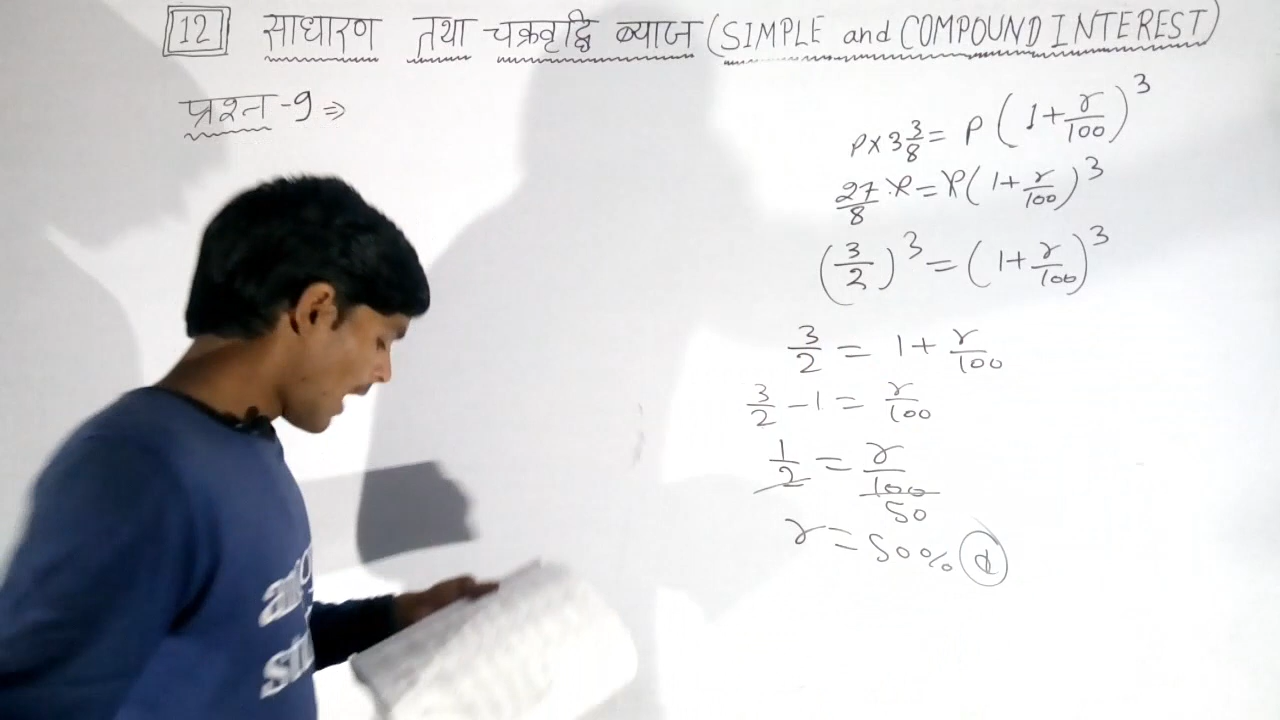 12 साधारण तथा चक्रवृद्धि ब्याज (SIMPLE and COMPOUND INTEREST)
प्रश्न-9 ⇒
P×3 3/8 = P(1+r/100)^3
27/8 × P = P(1+r/100)^3
(3/2)^3 = (1+r/100)^3
3/2 = 1+r/100
3/2 - 1 = r/100
1/2 = r/100
50
r = 50% (d)